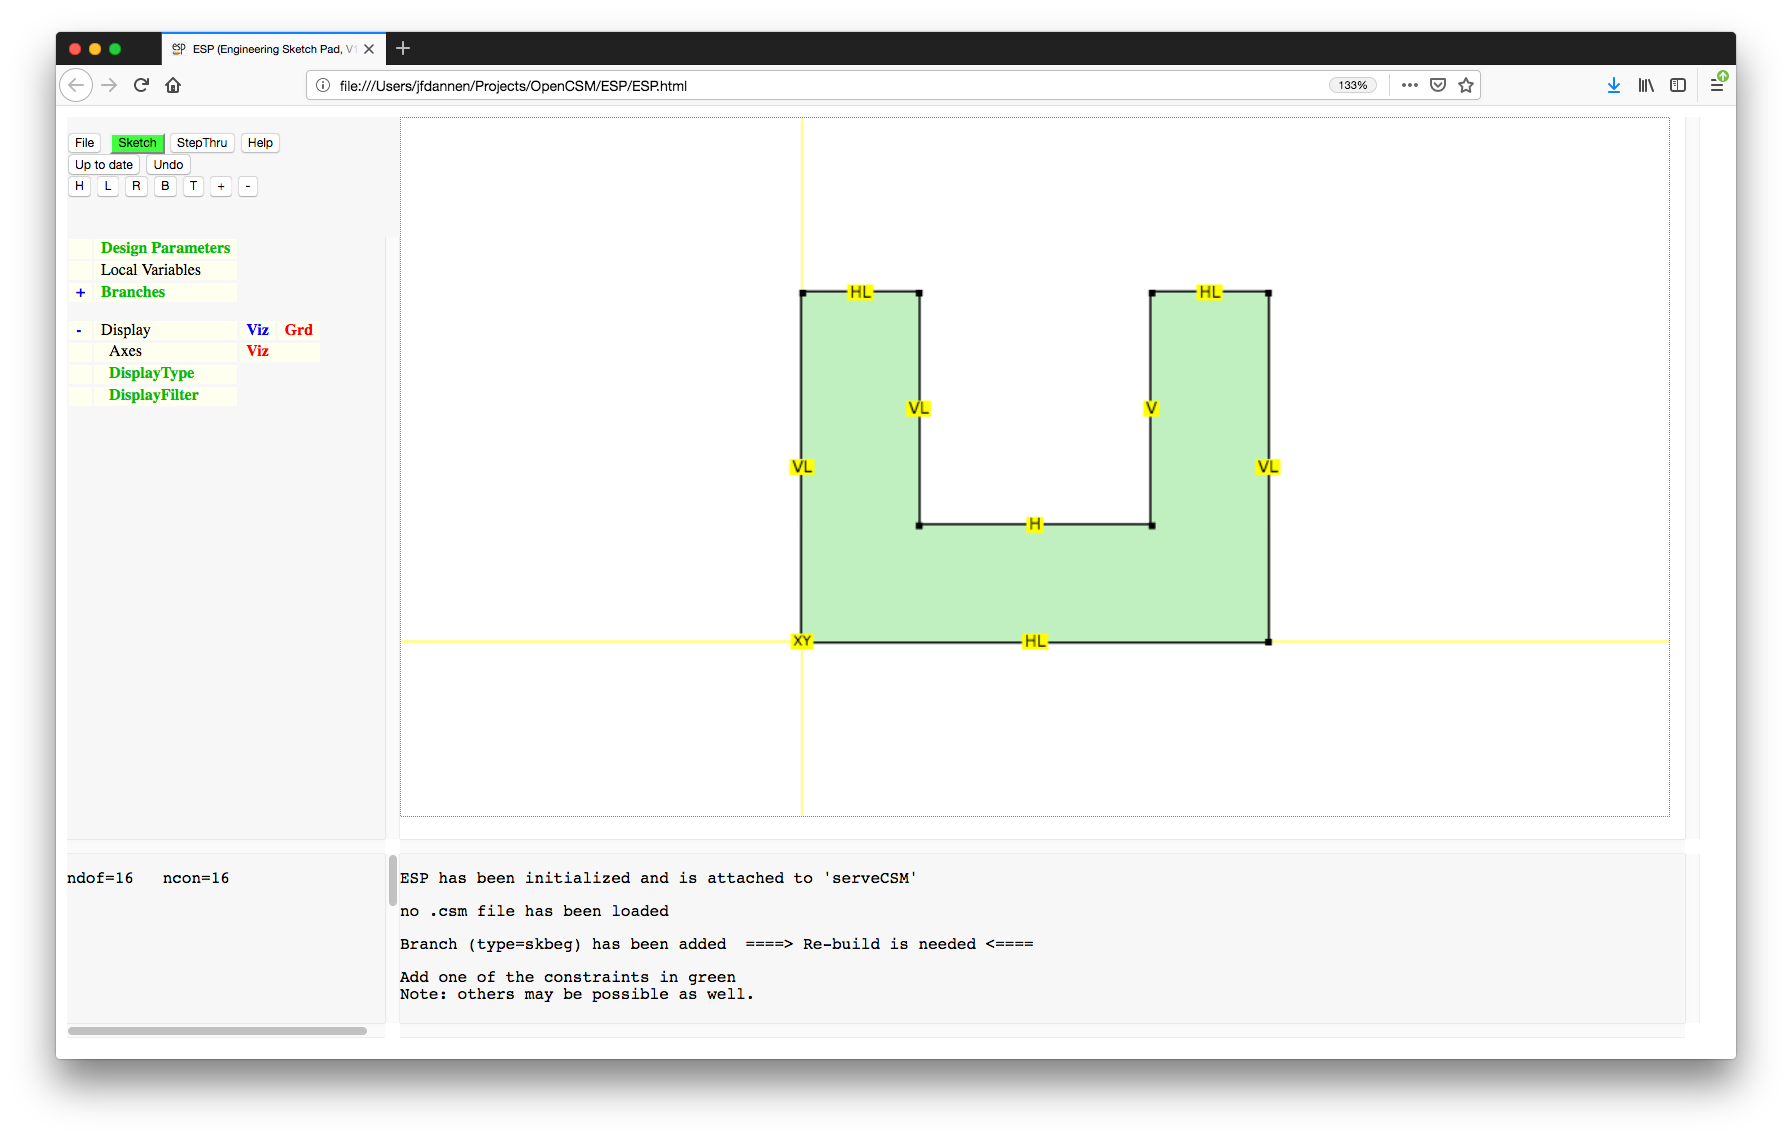 esp ESP (Engineering Sketch Pad, V1
file:///Users/jfdannen/Projects/OpenCSM/ESP/ESP.html 133%
File Sketch StepThru Help
Up to date Undo
H L R B T + -
Design Parameters
Local Variables
+ Branches
- Display Viz Grd
Axes Viz
DisplayType
DisplayFilter
HL HL
VL V
VL VL
H
XY HL
ndof=16 ncon=16
ESP has been initialized and is attached to 'serveCSM'
no .csm file has been loaded
Branch (type=skbeg) has been added ====> Re-build is needed <====
Add one of the constraints in green
Note: others may be possible as well.